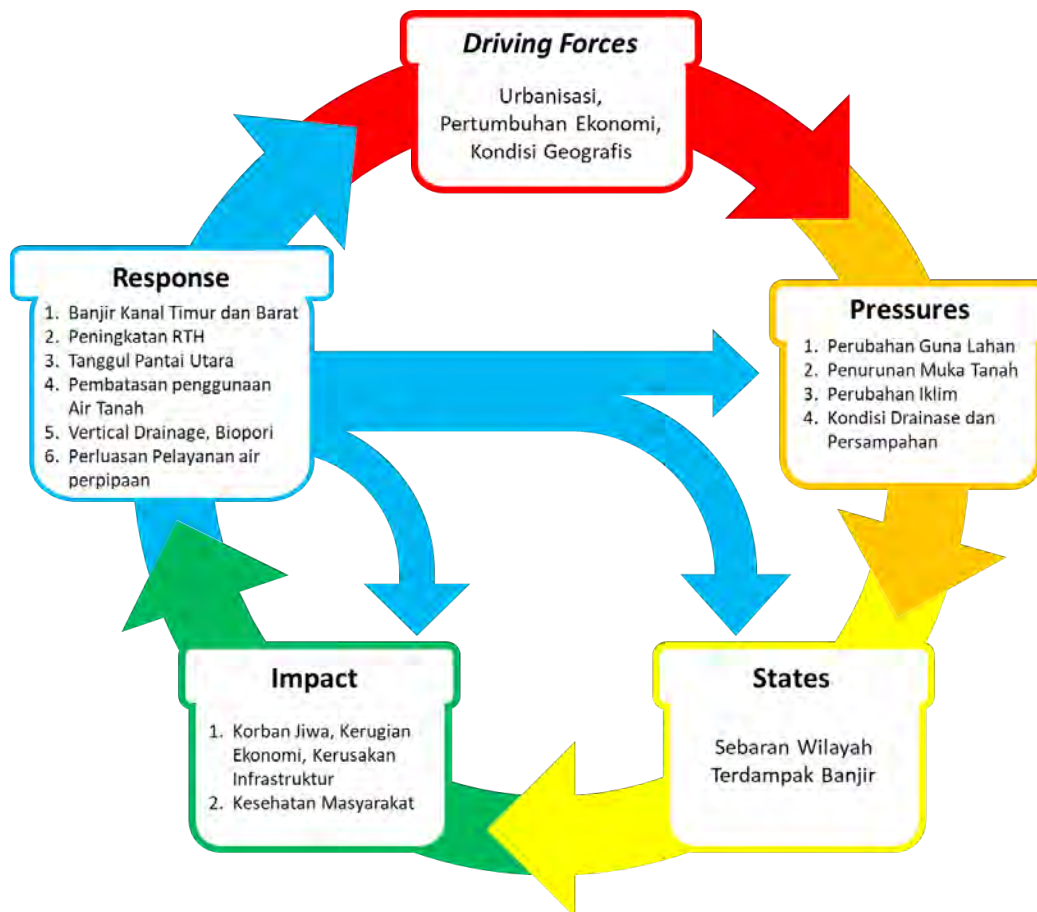 Driving Forces
Urbanisasi,
Pertumbuhan Ekonomi,
Kondisi Geografis
Response
1. Banjir Kanal Timur dan Barat
2. Peningkatan RTH
3. Tanggul Pantai Utara
4. Pembatasan penggunaan
Air Tanah
5. Vertical Drainage, Biopori
6. Perluasan Pelayanan air
perpipaan
Pressures
1. Perubahan Guna Lahan
2. Penurunan Muka Tanah
3. Perubahan Iklim
4. Kondisi Drainase dan
Persampahan
Impact
1. Korban Jiwa, Kerugian
Ekonomi, Kerusakan
Infrastruktur
2. Kesehatan Masyarakat
States
Sebaran Wilayah
Terdampak Banjir